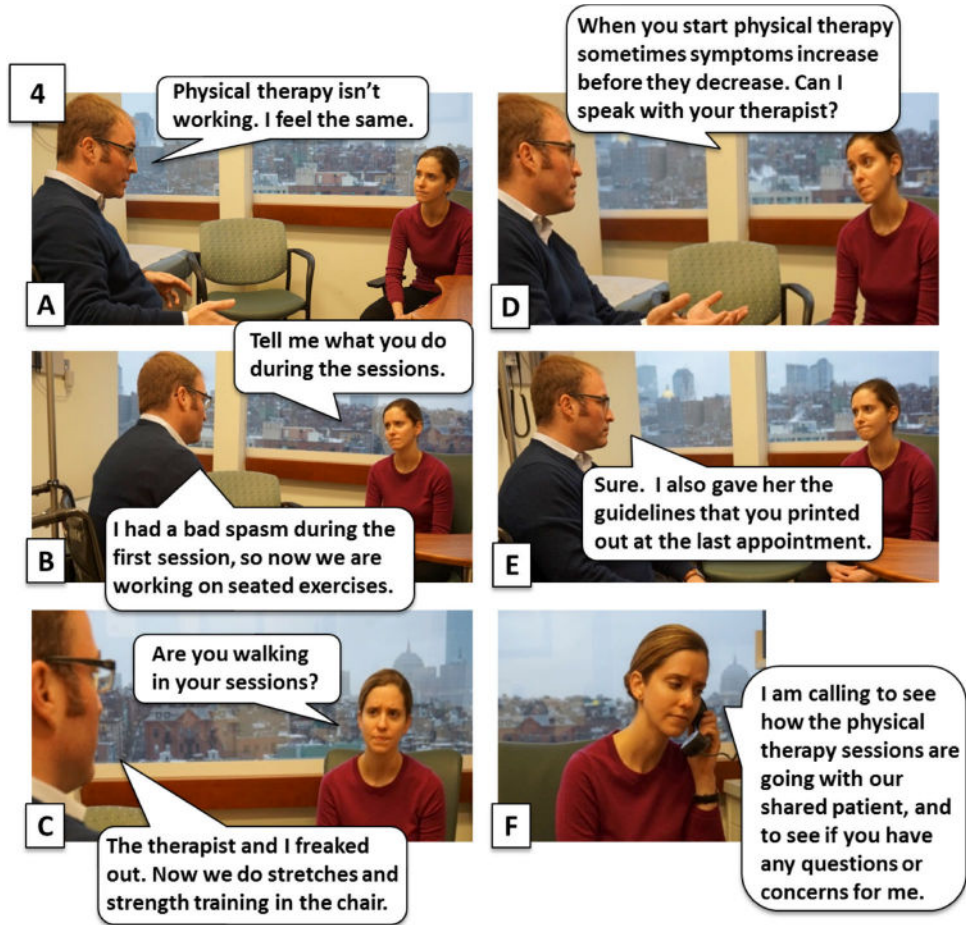 4
Physical therapy isn't
working. I feel the same.
A
Tell me what you do
during the sessions.
I had a bad spasm during the
first session, so now we are
working on seated exercises.
B
Are you walking
in your sessions?
The therapist and I freaked
out. Now we do stretches and
strength training in the chair.
C
When you start physical therapy
sometimes symptoms increase
before they decrease. Can I
speak with your therapist?
D
Sure.  I also gave her the
guidelines that you printed
out at the last appointment.
E
I am calling to see
how the physical
therapy sessions are
going with our
shared patient, and
to see if you have
any questions or
concerns for me.
F